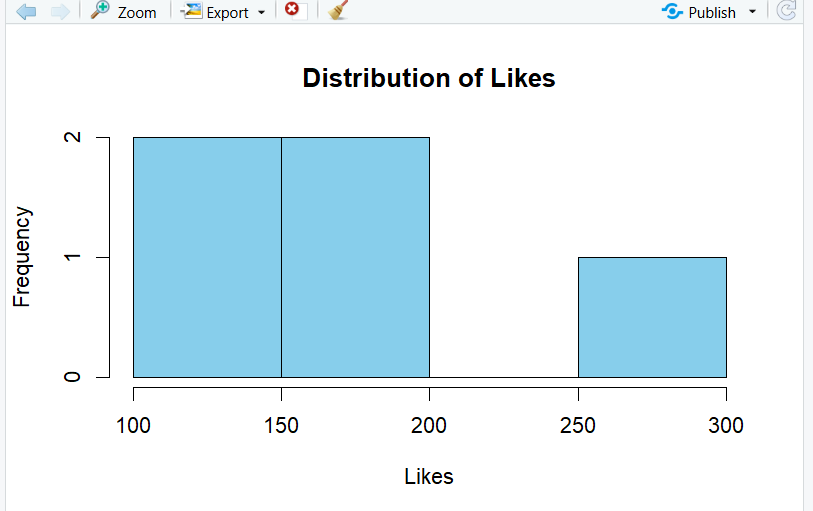 Zoom Export Publish
Distribution of Likes
Frequency
2
1
0
100 150 200 250 300
Likes